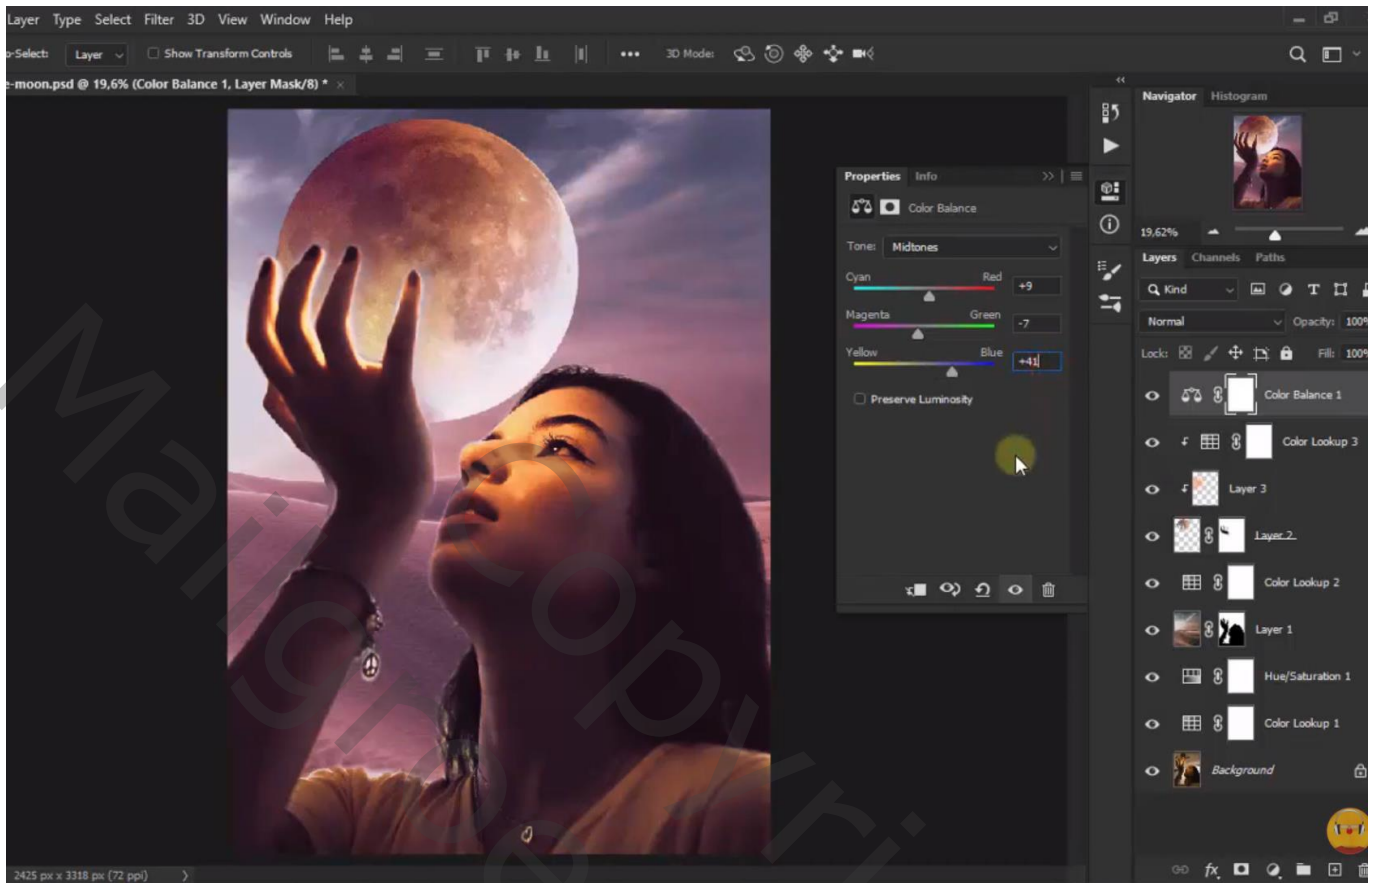 Layer Type Select Filter 3D View Window Help
o-Select: Layer Show Transform Controls 3D Mode:
e-moon.psd @ 19,6% (Color Balance 1, Layer Mask/8) * ×
Navigator Histogram
19,62%
Properties Info
Color Balance
Tone: Midtones
Cyan Red +9
Magenta Green -7
Yellow Blue +41
Preserve Luminosity
Layers Channels Paths
Kind
Normal Opacity: 100%
Lock: Fill: 100%
Color Balance 1
Color Lookup 3
Layer 3
Layer 2
Color Lookup 2
Layer 1
Hue/Saturation 1
Color Lookup 1
Background
2425 px x 3318 px (72 ppi)